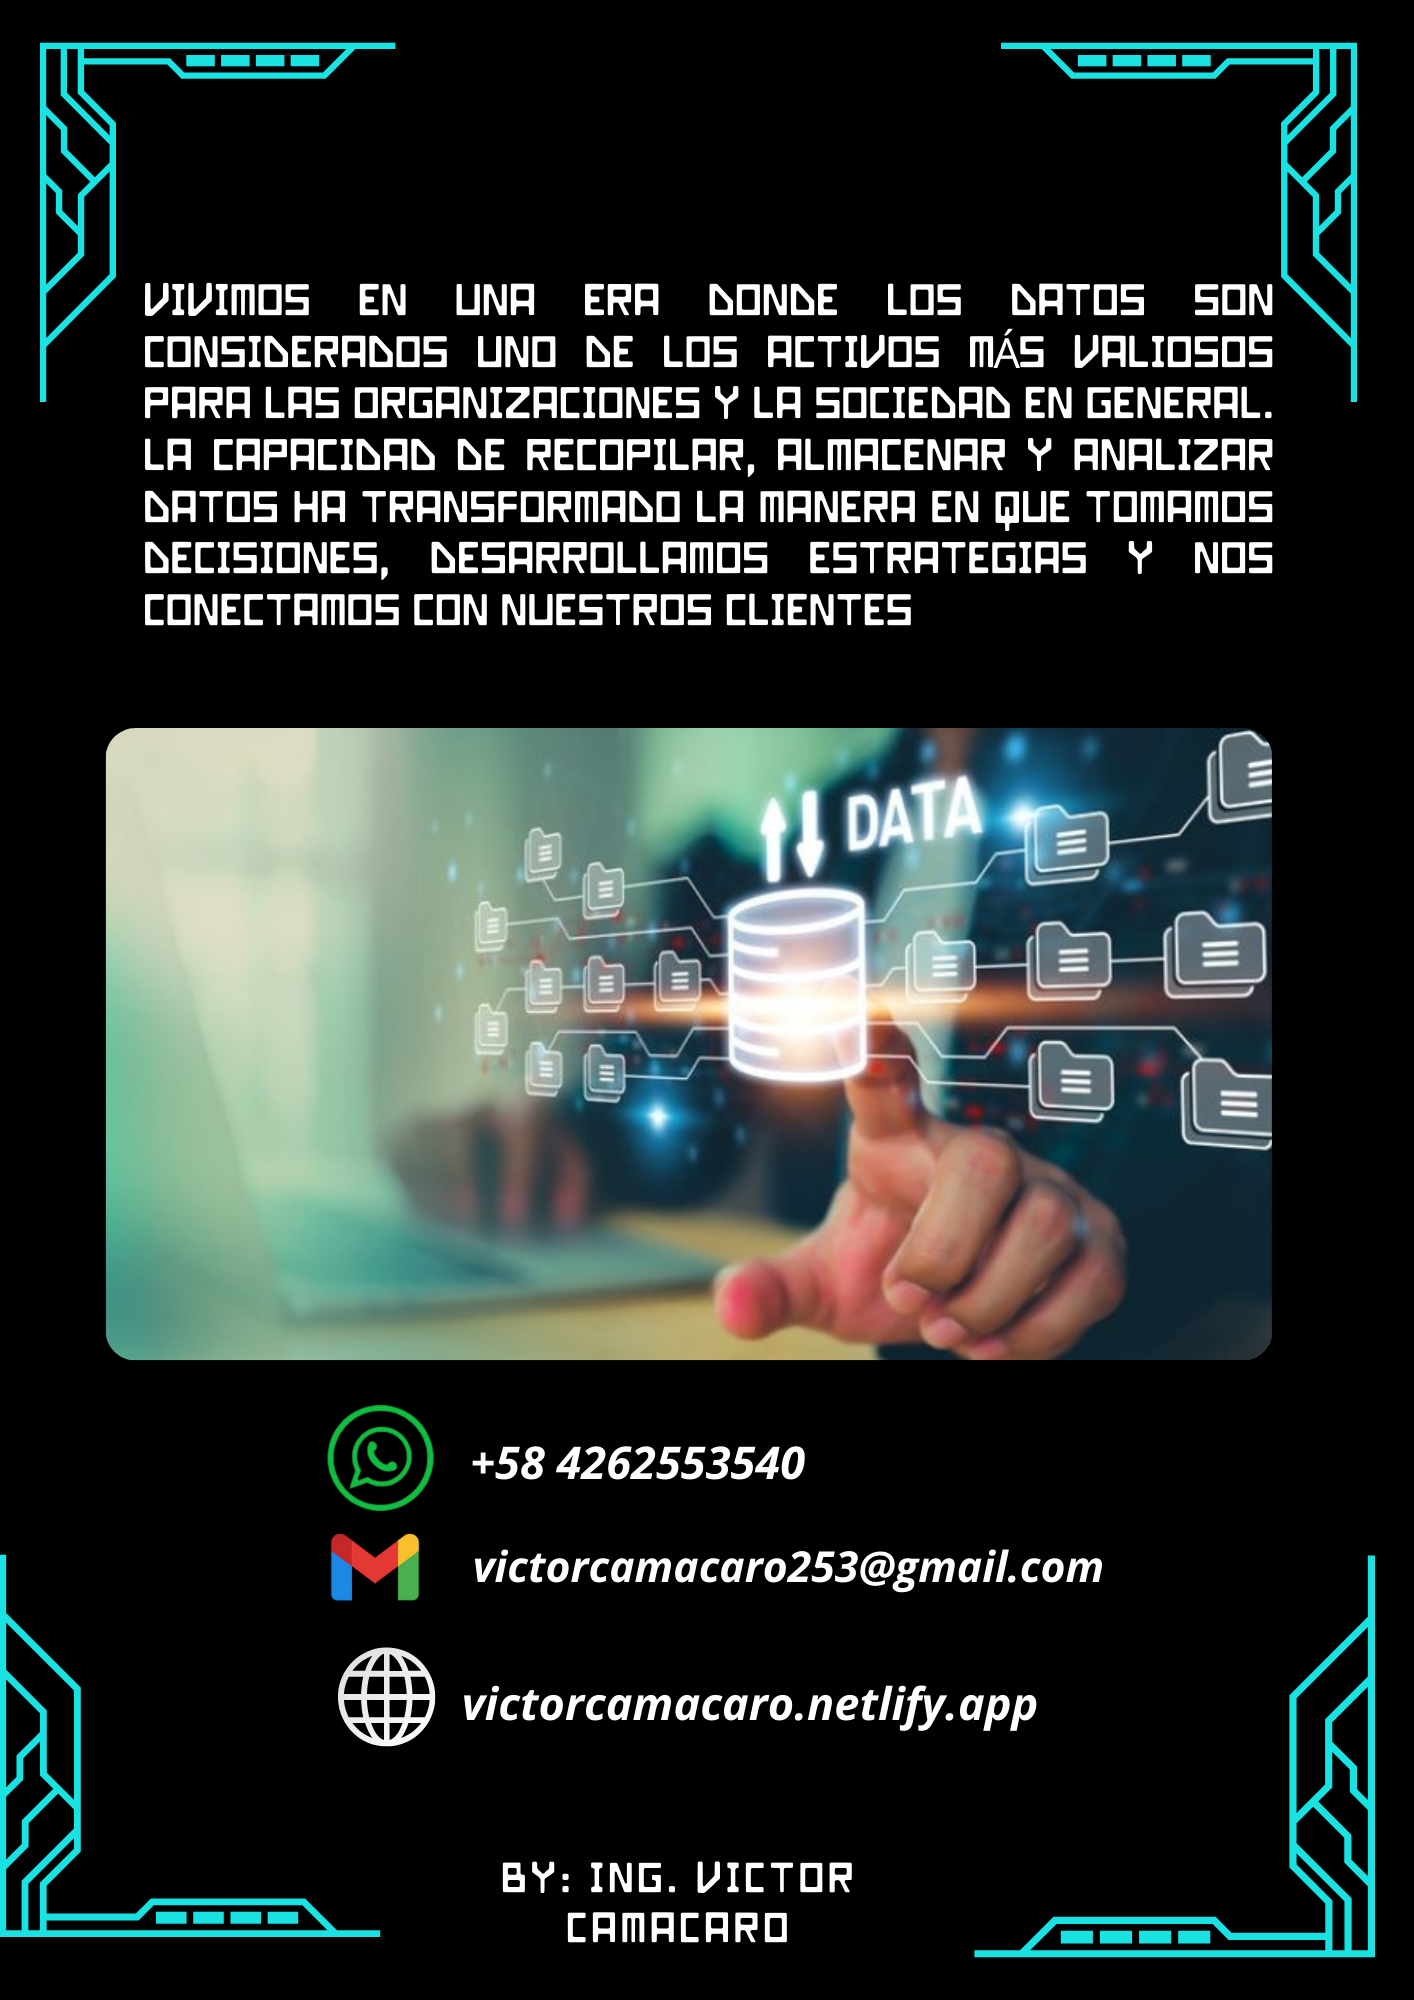 VIVIMOS EN UNA ERA DONDE LOS DATOS SON
CONSIDERADOS UNO DE LOS ACTIVOS MÁS VALIOSOS
PARA LAS ORGANIZACIONES Y LA SOCIEDAD EN GENERAL.
LA CAPACIDAD DE RECOPILAR, ALMACENAR Y ANALIZAR
DATOS HA TRANSFORMADO LA MANERA EN QUE TOMAMOS
DECISIONES, DESARROLLAMOS ESTRATEGIAS Y NOS
CONECTAMOS CON NUESTROS CLIENTES
DATA
+58 4262553540
victorcamacaro253@gmail.com
victorcamacaro.netlify.app
BY: ING. VICTOR
CAMACARO